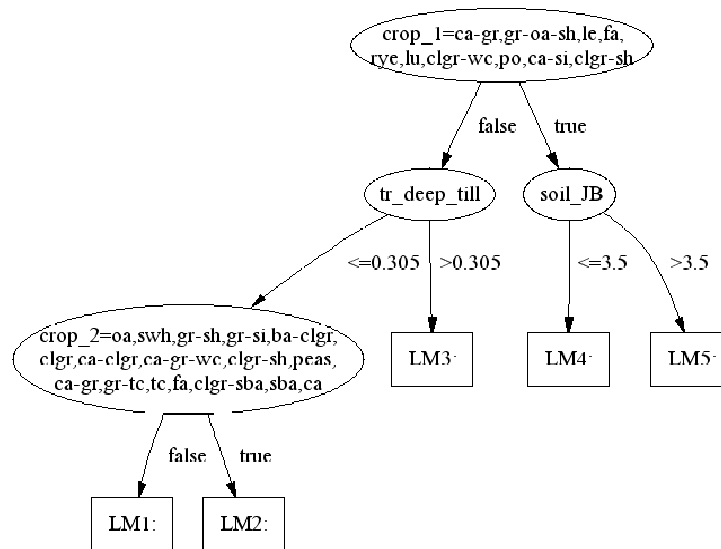 crop_1=ca-gr,gr-oa-sh,le,fa,
rye,lu,clgr-wc,po,ca-si,clgr-sh
false
true
tr_deep_till
soil_JB
<=0.305
>0.305
<=3.5
>3.5
crop_2=oa,swh,gr-sh,gr-si,ba-clgr,
clgr,ca-clgr,ca-gr-wc,clgr-sh,peas,
ca-gr,gr-tc,tc,fa,clgr-sba,sba,ca
LM3:
LM4:
LM5:
false
true
LM1:
LM2: